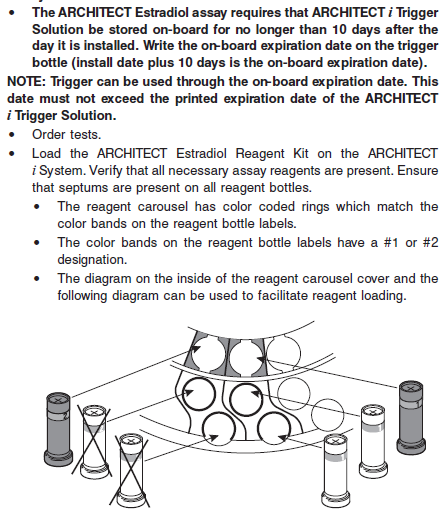 • The ARCHITECT Estradiol assay requires that ARCHITECT i Trigger
Solution be stored on-board for no longer than 10 days after the
day it is installed. Write the on-board expiration date on the trigger
bottle (install date plus 10 days is the on-board expiration date).
NOTE: Trigger can be used through the on-board expiration date. This
date must not exceed the printed expiration date of the ARCHITECT
i Trigger Solution.
• Order tests.
• Load the ARCHITECT Estradiol Reagent Kit on the ARCHITECT
i System. Verify that all necessary assay reagents are present. Ensure
that septums are present on all reagent bottles.
• The reagent carousel has color coded rings which match the
color bands on the reagent bottle labels.
• The color bands on the reagent bottle labels have a #1 or #2
designation.
• The diagram on the inside of the reagent carousel cover and the
following diagram can be used to facilitate reagent loading.